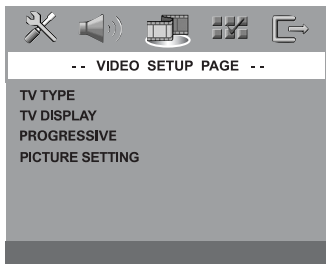 -- VIDEO SETUP PAGE --
TV TYPE
TV DISPLAY
PROGRESSIVE
PICTURE SETTING